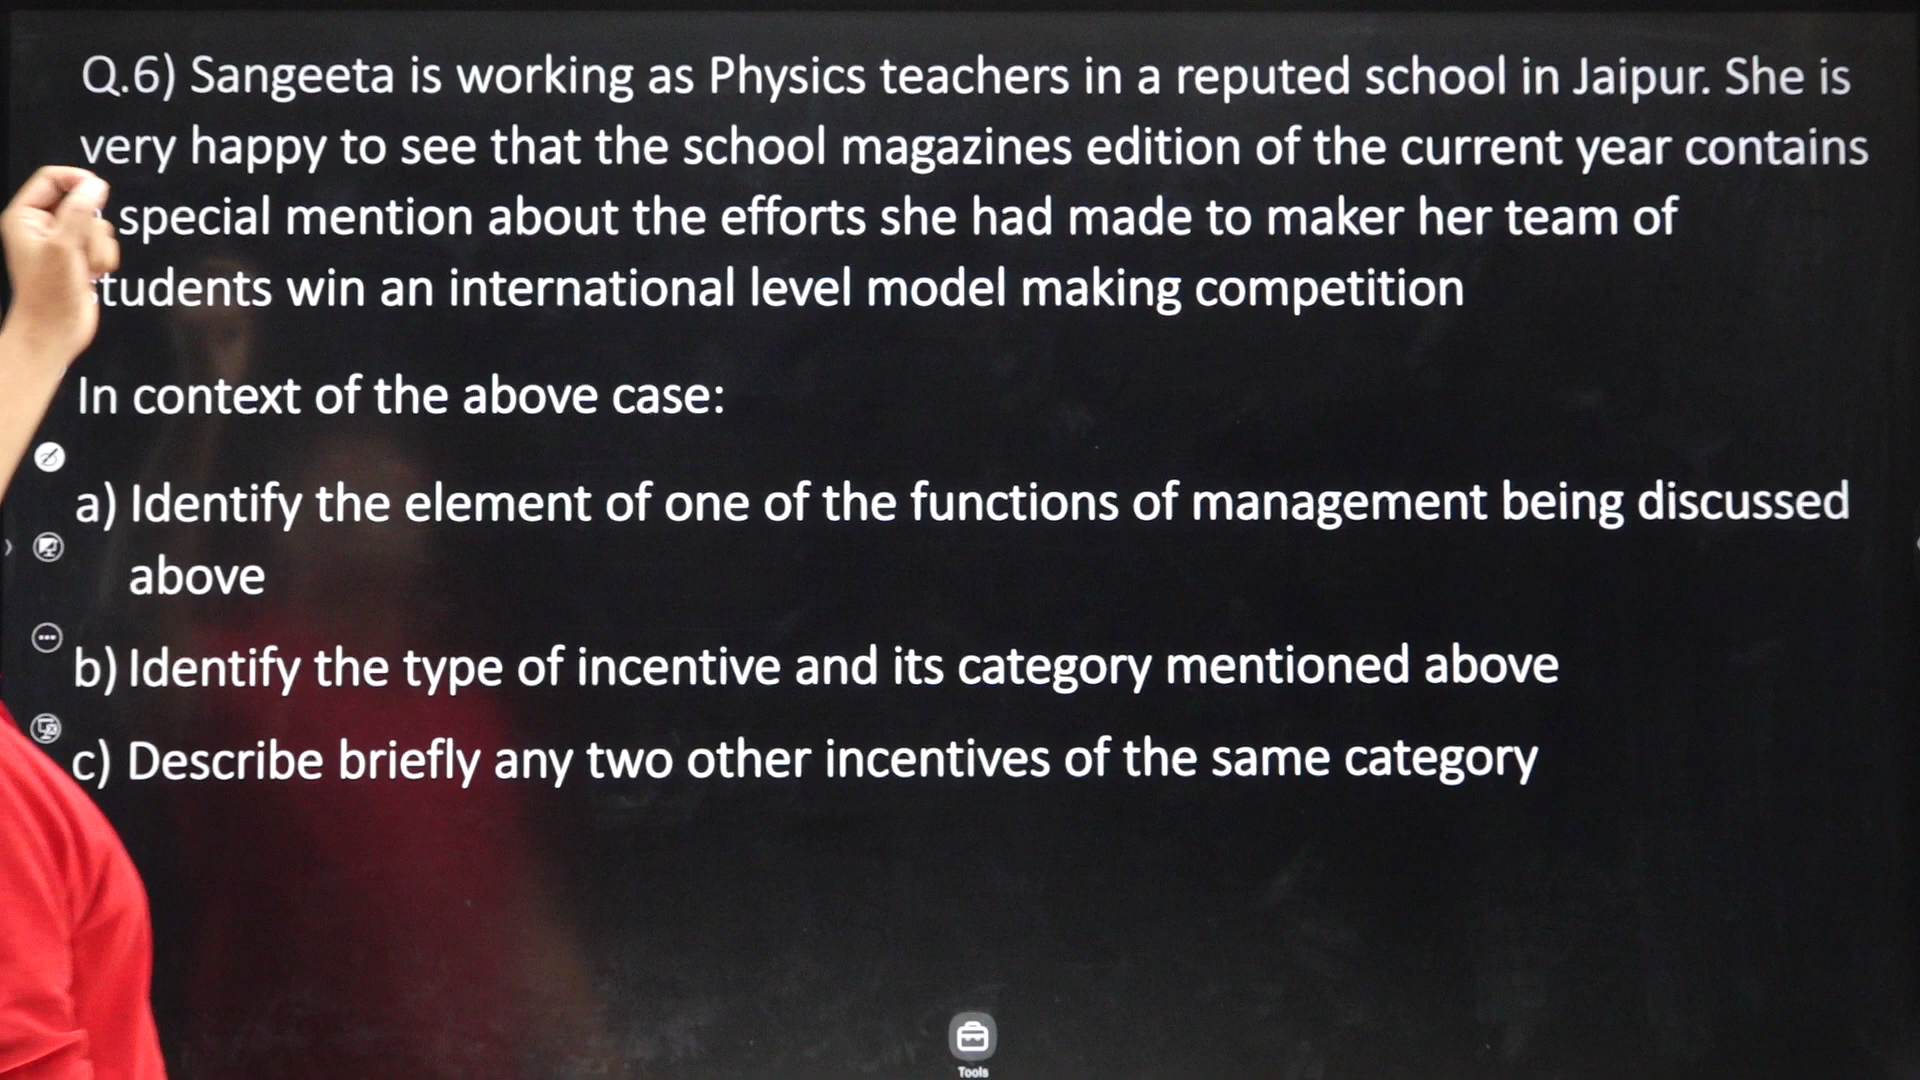 Q.6) Sangeeta is working as Physics teachers in a reputed school in Jaipur. She is
very happy to see that the school magazines edition of the current year contains
special mention about the efforts she had made to maker her team of
students win an international level model making competition
In context of the above case:
a) Identify the element of one of the functions of management being discussed
above
b) Identify the type of incentive and its category mentioned above
c) Describe briefly any two other incentives of the same category
Tools